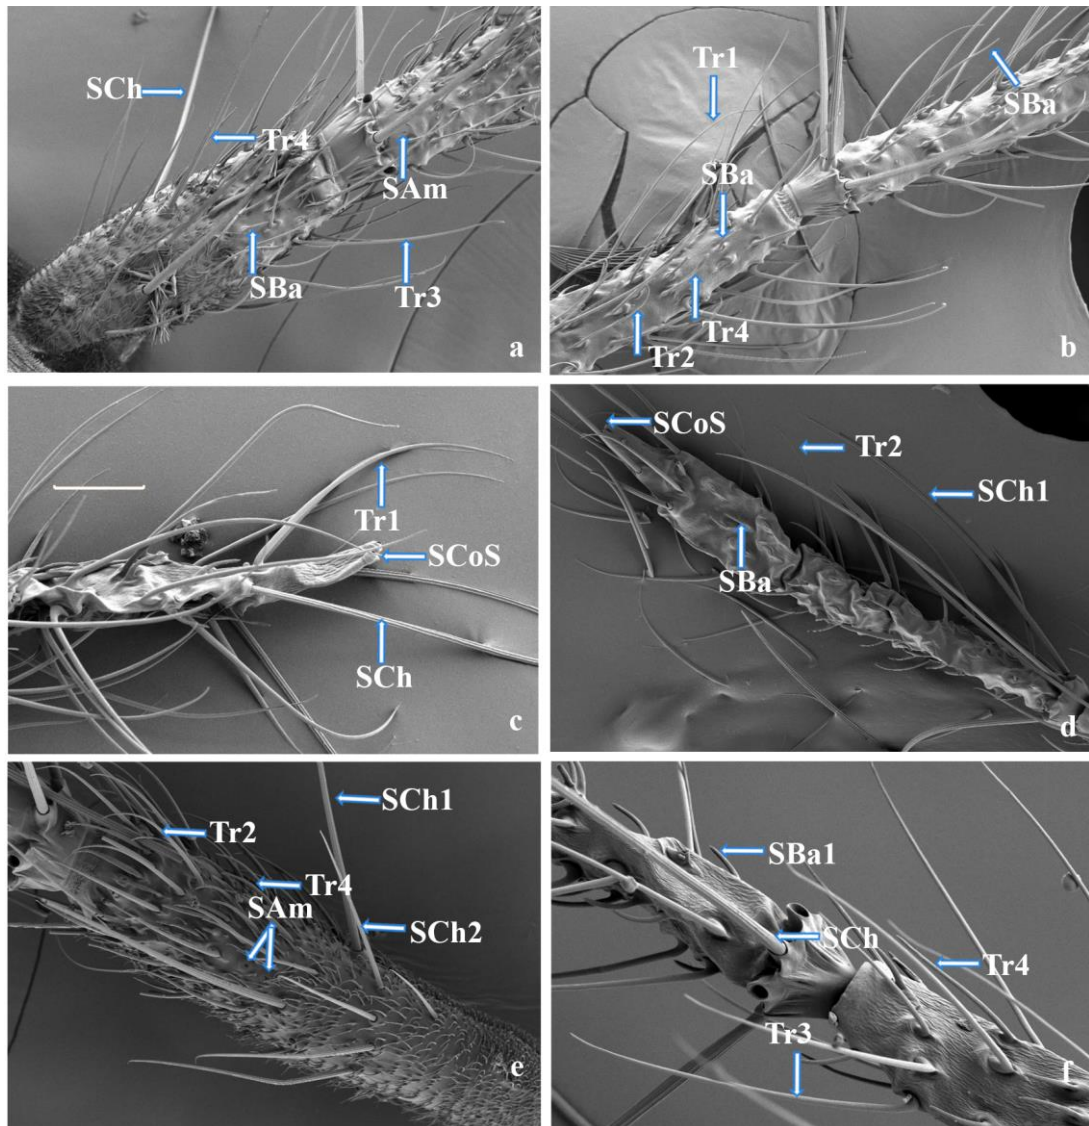 SCh
Tr4
SAm
SBa
Tr3
a
Tr1
SBa
SBa
Tr4
Tr2
b
Tr1
SCoS
SCh
c
SCoS
Tr2
SCh1
SBa
d
SCh1
Tr2
Tr4
SAm
SCh2
e
SBa1
SCh
Tr4
Tr3
f